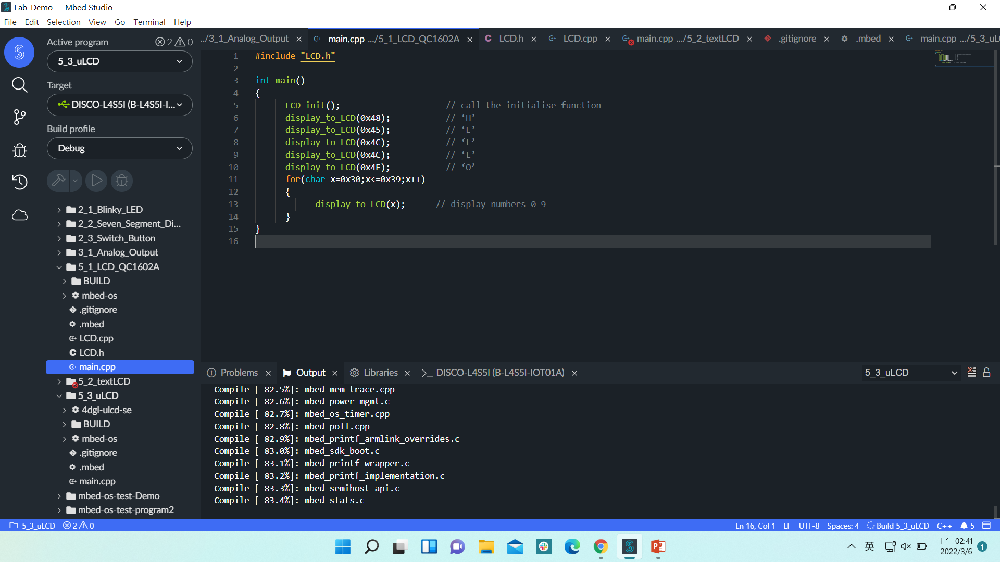 Lab_Demo — Mbed Studio
File Edit Selection View Go Terminal Help
Active program 2 0
5_3_uLCD
Target
DISCO-L4S5I (B-L4S5I-I...
Build profile
Debug
2_1_Blinky_LED
2_2_Seven_Segment_Di...
2_3_Switch_Button
3_1_Analog_Output
5_1_LCD_QC1602A
BUILD
mbed-os
.gitignore
.mbed
LCD.cpp
LCD.h
main.cpp
5_2_textLCD
5_3_uLCD
4dgl-ulcd-se
BUILD
mbed-os
.gitignore
.mbed
main.cpp
mbed-os-test-Demo
mbed-os-test-program2
../3_1_Analog_Output main.cpp .../5_1_LCD_QC1602A LCD.h LCD.cpp main.cpp .../5_2_textLCD .gitignore .mbed main.cpp .../5_3_uL
1 #include "LCD.h"
2
3 int main()
4 {
5 LCD_init(); // call the initialise function
6 display_to_LCD(0x48); // ‘H’
7 display_to_LCD(0x45); // ‘E’
8 display_to_LCD(0x4C); // ‘L’
9 display_to_LCD(0x4C); // ‘L’
10 display_to_LCD(0x4F); // ‘O’
11 for(char x=0x30;x<=0x39;x++)
12 {
13 display_to_LCD(x); // display numbers 0-9
14 }
15 }
16
Problems Output Libraries >_ DISCO-L4S5I (B-L4S5I-IOT01A) 5_3_uLCD
Compile [ 82.5%]: mbed_mem_trace.cpp
Compile [ 82.6%]: mbed_power_mgmt.c
Compile [ 82.7%]: mbed_os_timer.cpp
Compile [ 82.8%]: mbed_poll.cpp
Compile [ 82.9%]: mbed_printf_armlink_overrides.c
Compile [ 83.0%]: mbed_sdk_boot.c
Compile [ 83.1%]: mbed_printf_wrapper.c
Compile [ 83.2%]: mbed_printf_implementation.c
Compile [ 83.3%]: mbed_semihost_api.c
Compile [ 83.4%]: mbed_stats.c
5_3_uLCD 2 0 Ln 16, Col 1 LF UTF-8 Spaces: 4 Build 5_3_uLCD C++ 5
英 上午 02:41
2022/3/6 1